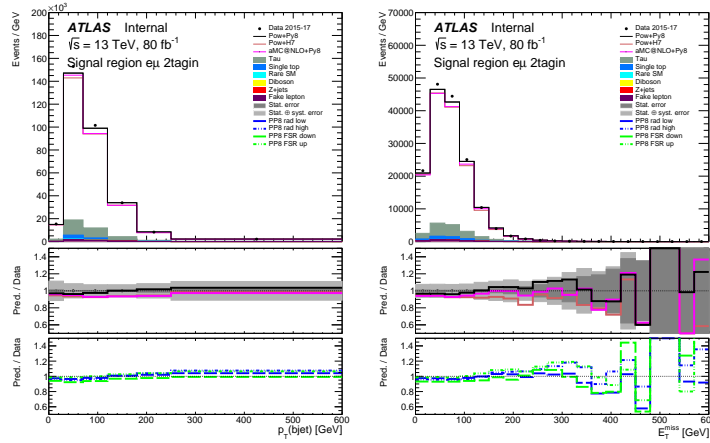 Events / GeV
200 ×10³
180
160
140
120
100
80
60
40
20
0
ATLAS Internal
√s = 13 TeV, 80 fb⁻¹
Signal region eμ 2tagin
Data 2015-17
Pow+Py8
Pow+H7
aMC@NLO+Py8
Tau
Single top
Rare SM
Diboson
Z+jets
Fake lepton
Stat. error
Stat. ⊕ syst. error
PP8 rad low
PP8 rad high
PP8 FSR down
PP8 FSR up
Pred. / Data
1.4
1.2
1
0.8
0.6
Pred. / Data
1.4
1.2
1
0.8
0.6
0 100 200 300 400 500 600
p_T(bjet) [GeV]
Events / GeV
70000
60000
50000
40000
30000
20000
10000
0
ATLAS Internal
√s = 13 TeV, 80 fb⁻¹
Signal region eμ 2tagin
Data 2015-17
Pow+Py8
Pow+H7
aMC@NLO+Py8
Tau
Single top
Rare SM
Diboson
Z+jets
Fake lepton
Stat. error
Stat. ⊕ syst. error
PP8 rad low
PP8 rad high
PP8 FSR down
PP8 FSR up
Pred. / Data
1.4
1.2
1
0.8
0.6
Pred. / Data
1.4
1.2
1
0.8
0.6
0 100 200 300 400 500 600
E_T^miss [GeV]